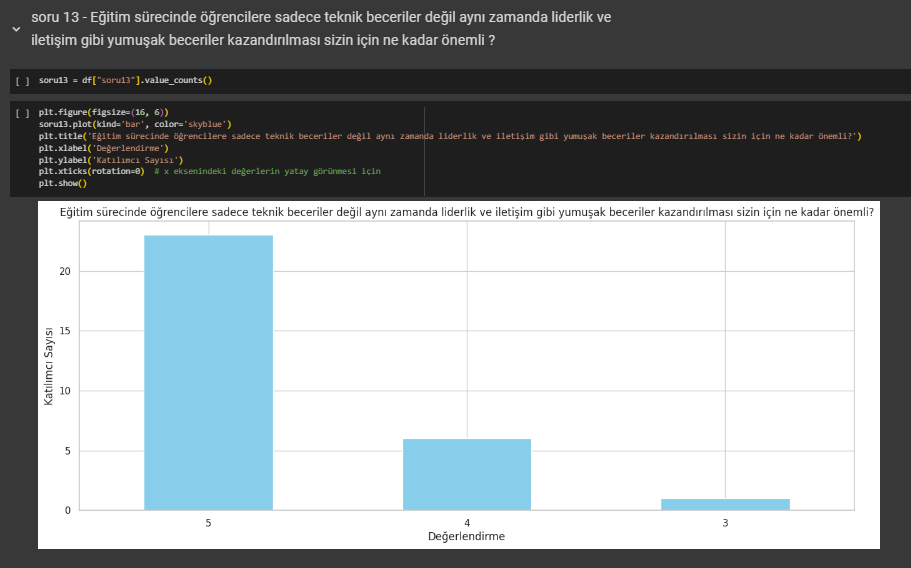 soru 13 - Eğitim sürecinde öğrencilere sadece teknik beceriler değil aynı zamanda liderlik ve
iletişim gibi yumuşak beceriler kazandırılması sizin için ne kadar önemli ?
[ ] soru13 = df["soru13"].value_counts()
[ ] plt.figure(figsize=(16, 6))
soru13.plot(kind='bar', color='skyblue')
plt.title('Eğitim sürecinde öğrencilere sadece teknik beceriler değil aynı zamanda liderlik ve iletişim gibi yumuşak beceriler kazandırılması sizin için ne kadar önemli?')
plt.xlabel('Değerlendirme')
plt.ylabel('Katılımcı Sayısı')
plt.xticks(rotation=0)  # x eksenindeki değerlerin yatay görünmesi için
plt.show()
Eğitim sürecinde öğrencilere sadece teknik beceriler değil aynı zamanda liderlik ve iletişim gibi yumuşak beceriler kazandırılması sizin için ne kadar önemli?
Katılımcı Sayısı
20
15
10
5
0
5 4 3
Değerlendirme